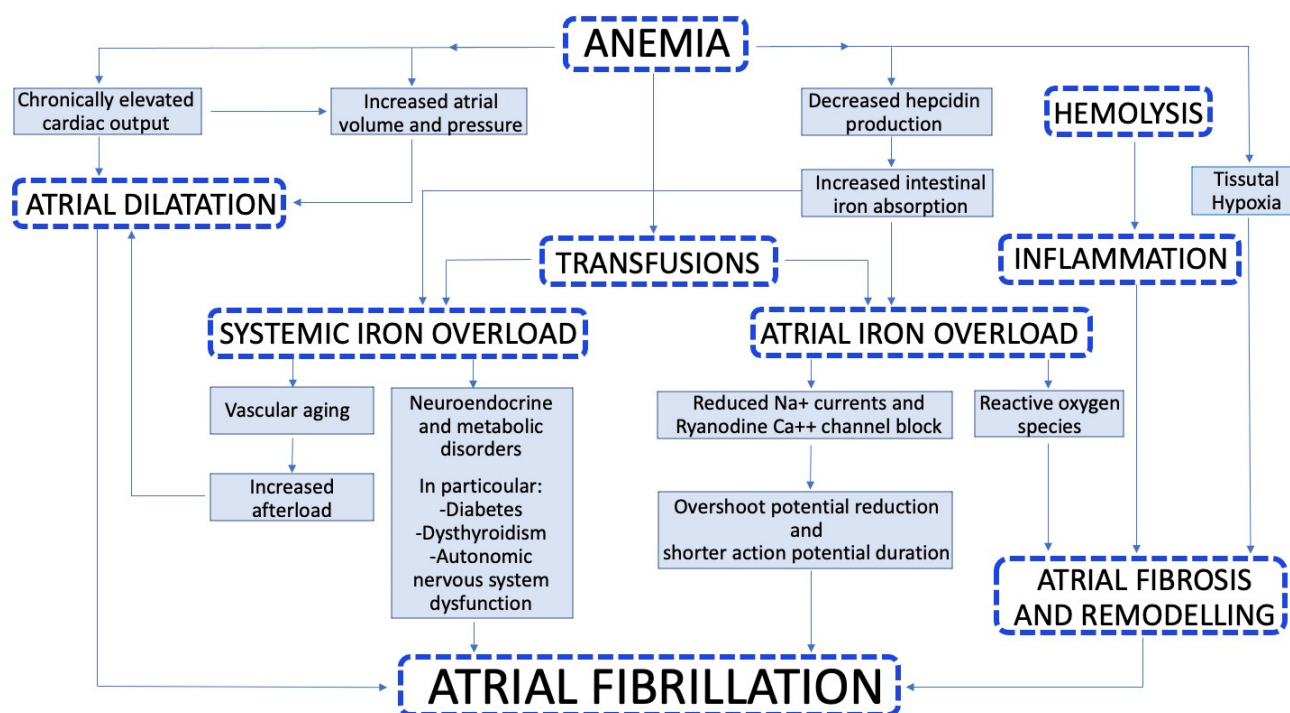 ANEMIA
Chronically elevated
cardiac output
Increased atrial
volume and pressure
Decreased hepcidin
production
HEMOLYSIS
ATRIAL DILATATION
Increased intestinal
iron absorption
Tissutal
Hypoxia
TRANSFUSIONS
INFLAMMATION
SYSTEMIC IRON OVERLOAD
ATRIAL IRON OVERLOAD
Vascular aging
Increased
afterload
Neuroendocrine
and metabolic
disorders
In particular:
-Diabetes
-Dysthyroidism
-Autonomic
nervous system
dysfunction
Reduced Na+ currents and
Ryanodine Ca++ channel block
Reactive oxygen
species
Overshoot potential reduction
and
shorter action potential duration
ATRIAL FIBROSIS
AND REMODELLING
ATRIAL FIBRILLATION